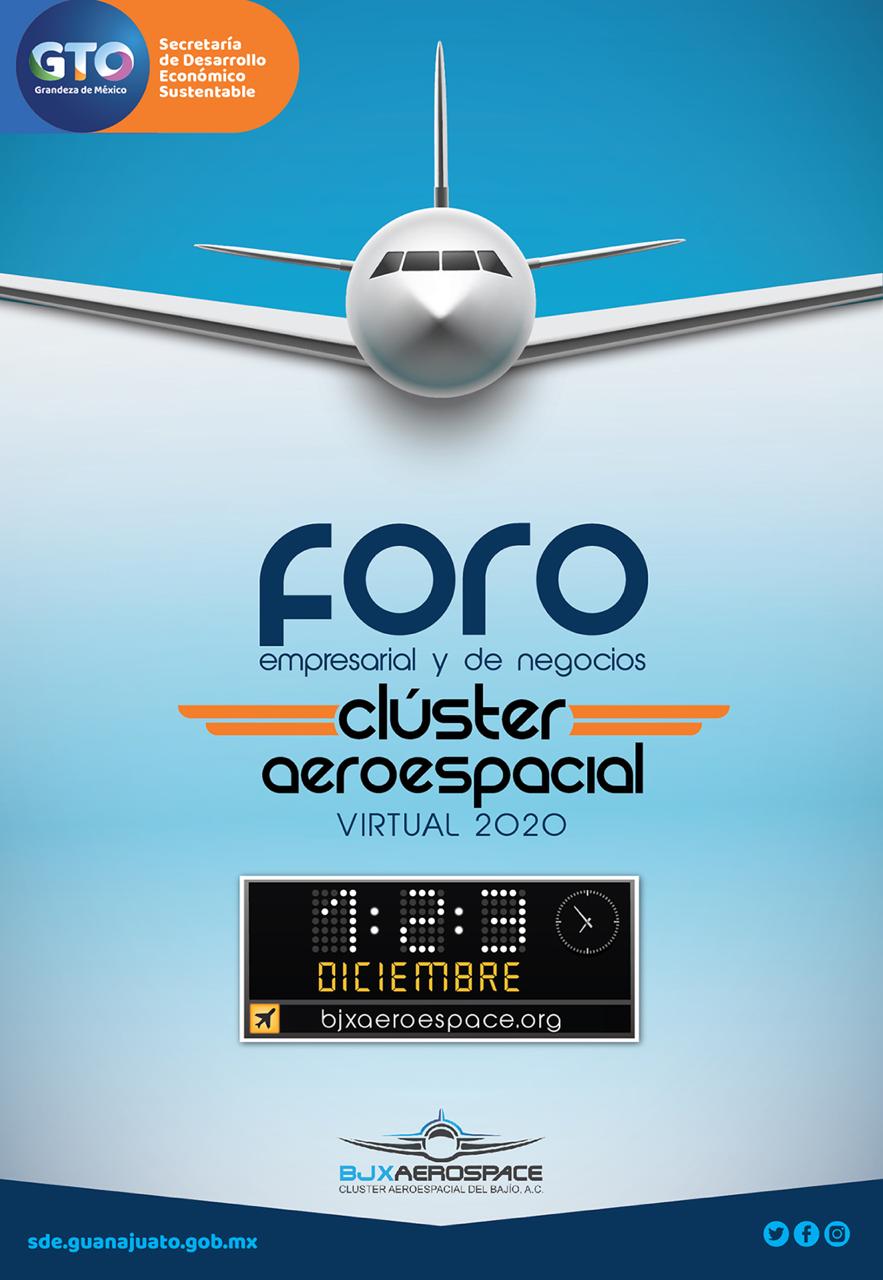 GTO
Grandeza de México
Secretaría
de Desarrollo
Económico
Sustentable
foro
empresarial y de negocios
clúster
aeroespacial
VIRTUAL 2020
1:2:3
DICIEMBRE
bjxaeroespace.org
BJXAEROSPACE
CLUSTER AEROESPACIAL DEL BAJÍO, A.C.
sde.guanajuato.gob.mx